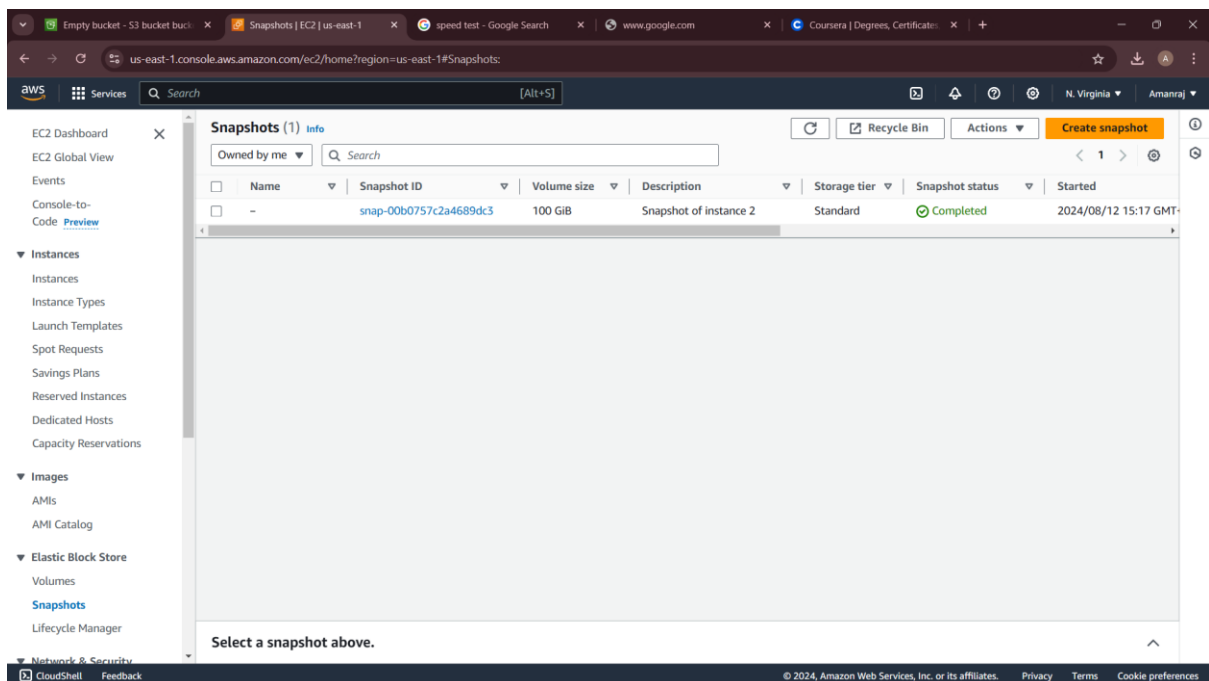 Empty bucket - S3 bucket buck
Snapshots | EC2 | us-east-1
speed test - Google Search
www.google.com
Coursera | Degrees, Certificates
us-east-1.console.aws.amazon.com/ec2/home?region=us-east-1#Snapshots:
A
aws
Services
Search
[Alt+S]
N. Virginia
Amanraj
EC2 Dashboard
EC2 Global View
Events
Console-to-
Code Preview
Instances
Instances
Instance Types
Launch Templates
Spot Requests
Savings Plans
Reserved Instances
Dedicated Hosts
Capacity Reservations
Images
AMIs
AMI Catalog
Elastic Block Store
Volumes
Snapshots
Lifecycle Manager
Network & Security
Snapshots (1) Info
Recycle Bin
Actions
Create snapshot
Owned by me
Search
1
Name Snapshot ID Volume size Description Storage tier Snapshot status Started
– snap-00b0757c2a4689dc3 100 GiB Snapshot of instance 2 Standard Completed 2024/08/12 15:17 GMT+
Select a snapshot above.
CloudShell Feedback
© 2024, Amazon Web Services, Inc. or its affiliates. Privacy Terms Cookie preferences